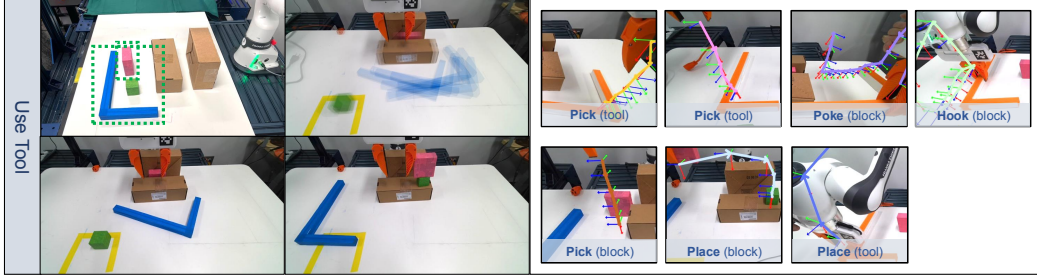 Use Tool
Pick (tool)
Pick (tool)
Poke (block)
Hook (block)
Pick (block)
Place (block)
Place (tool)